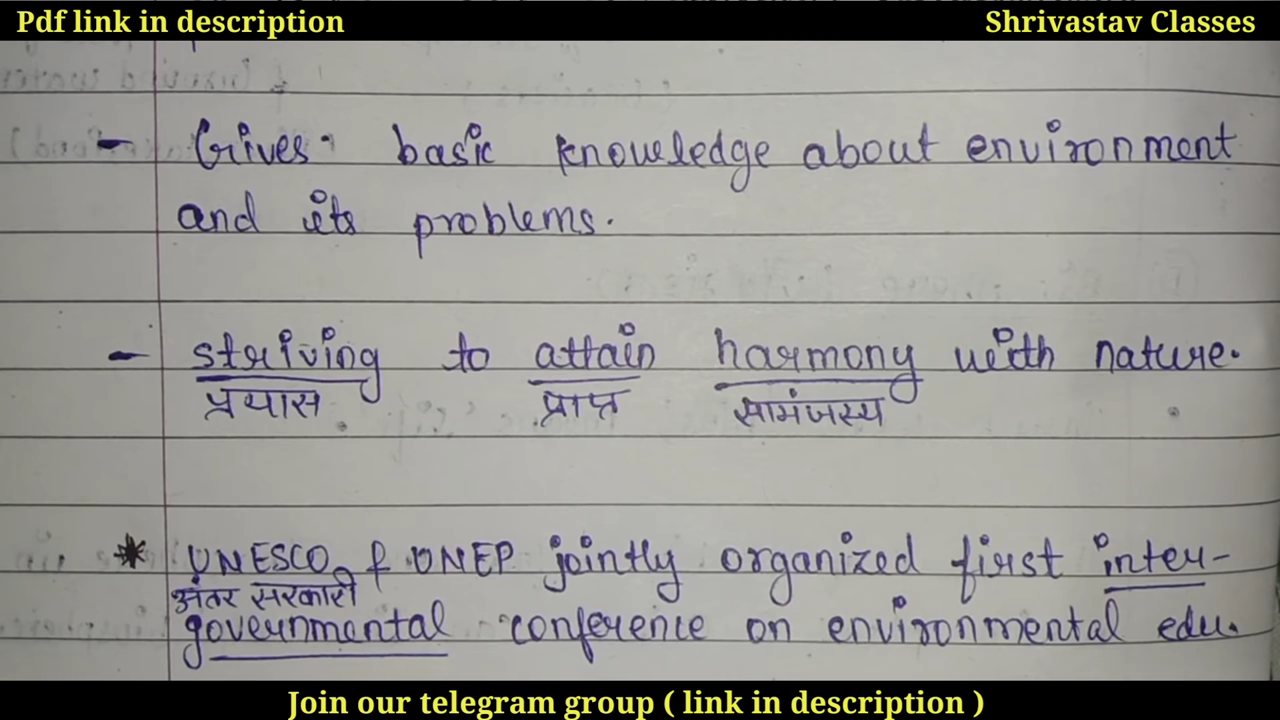 Pdf link in description
Shrivastav Classes
- Gives basic knowledge about environment
and its problems.
- striving to attain harmony with nature.
प्रयास प्राप्त सामंजस्य
* UNESCO & UNEP jointly organized first inter-
अंतर सरकारी
governmental conference on environmental edu.
Join our telegram group ( link in description )